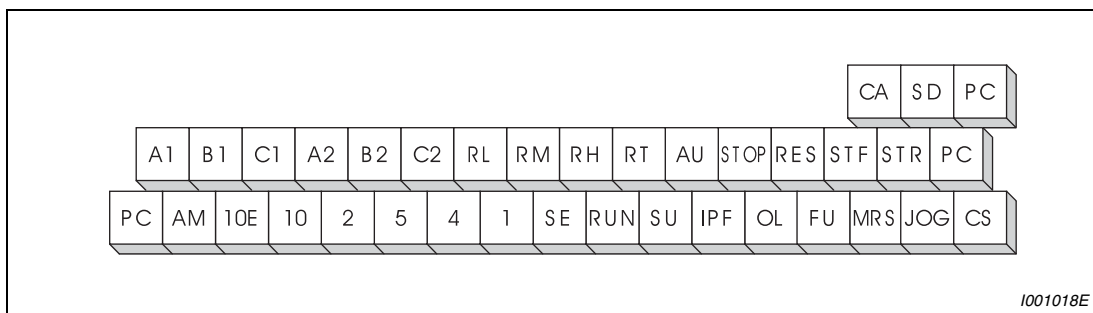 CA SD PC
A1 B1 C1 A2 B2 C2 RL RM RH RT AU STOP RES STF STR PC
PC AM 10E 10 2 5 4 1 SE RUN SU IPF OL FU MRS JOG CS
I001018E